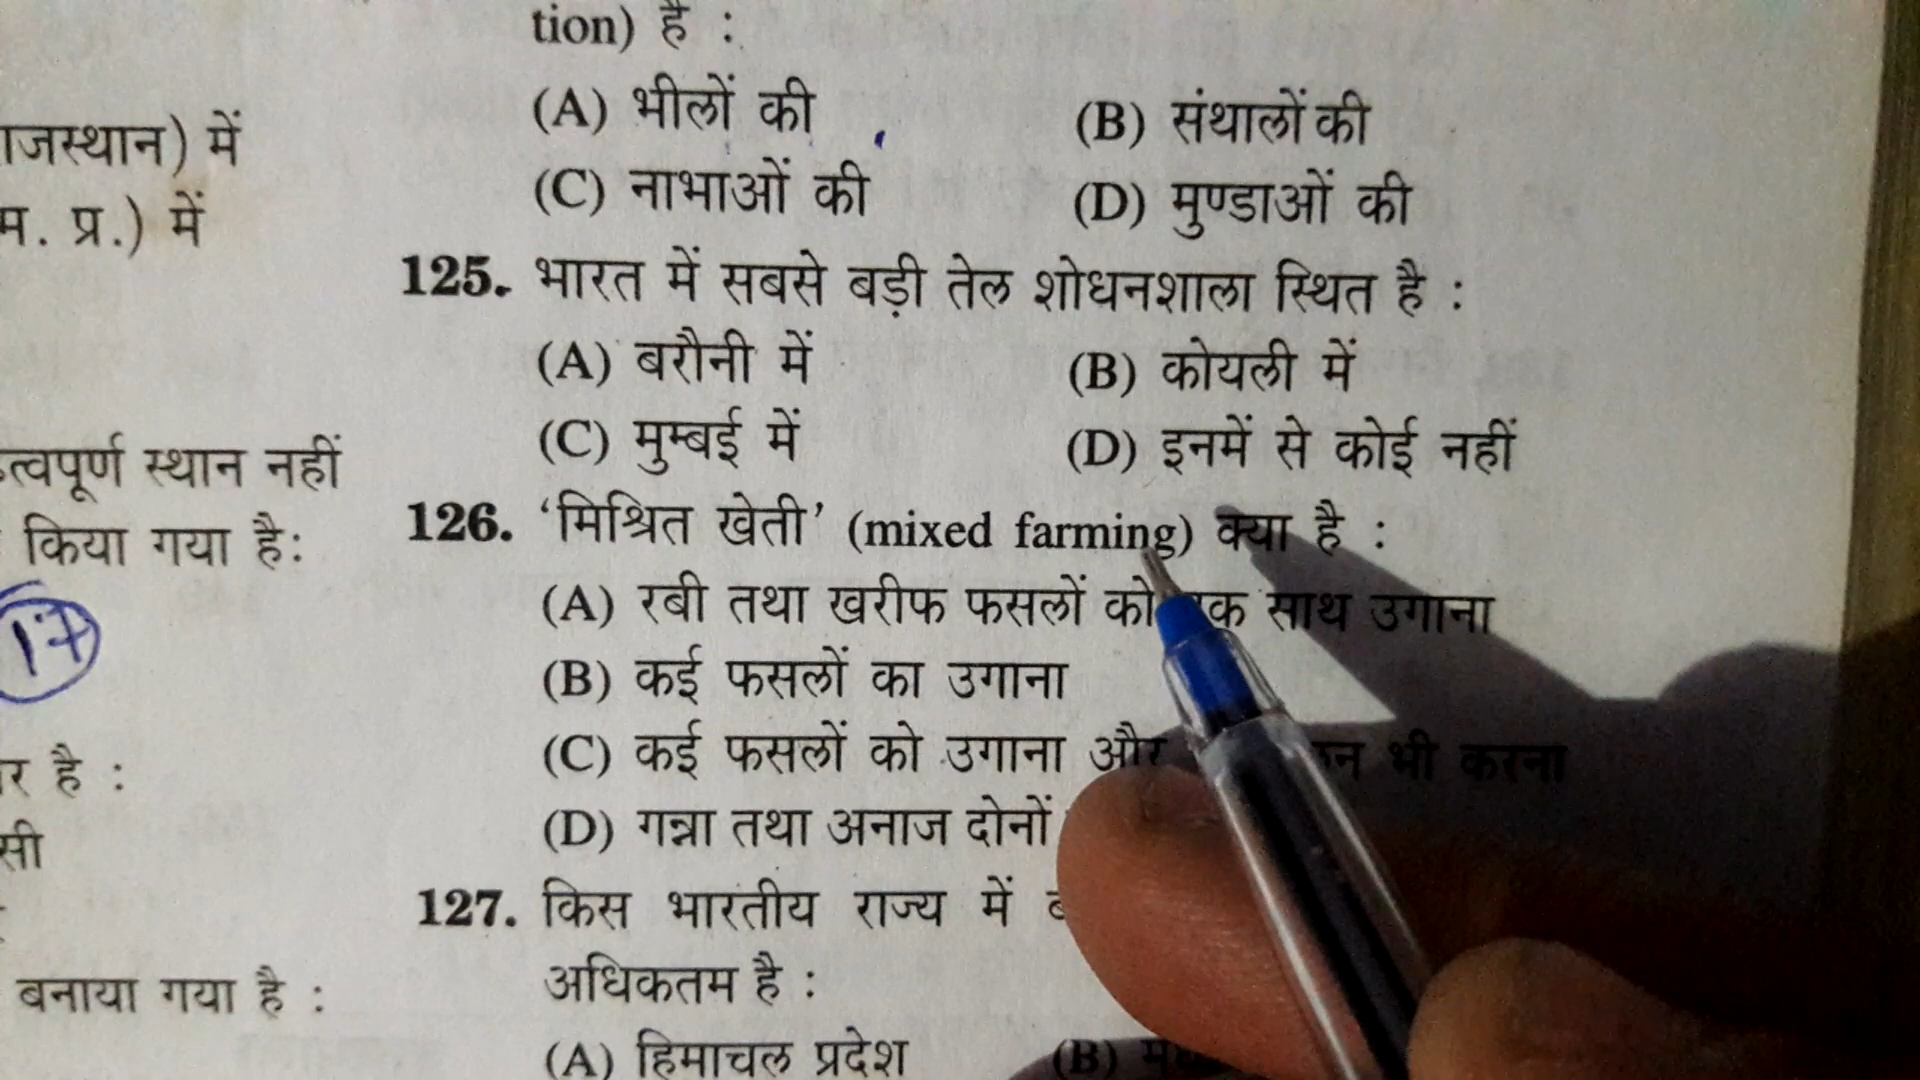 ाजस्थान) में
म. प्र.) में
त्वपूर्ण स्थान नहीं
किया गया है:
17
र है :
सी
बनाया गया है :
tion) है :
(A) भीलों की (B) संथालों की
(C) नाभाओं की (D) मुण्डाओं की
125. भारत में सबसे बड़ी तेल शोधनशाला स्थित है :
(A) बरौनी में (B) कोयली में
(C) मुम्बई में (D) इनमें से कोई नहीं
126. ‘मिश्रित खेती’ (mixed farming) क्या है :
(A) रबी तथा खरीफ फसलों को साथ उगाना
(B) कई फसलों का उगाना
(C) कई फसलों को उगाना और भी करना
(D) गन्ना तथा अनाज दोनों
127. किस भारतीय राज्य में
अधिकतम है :
(A) हिमाचल प्रदेश (B)